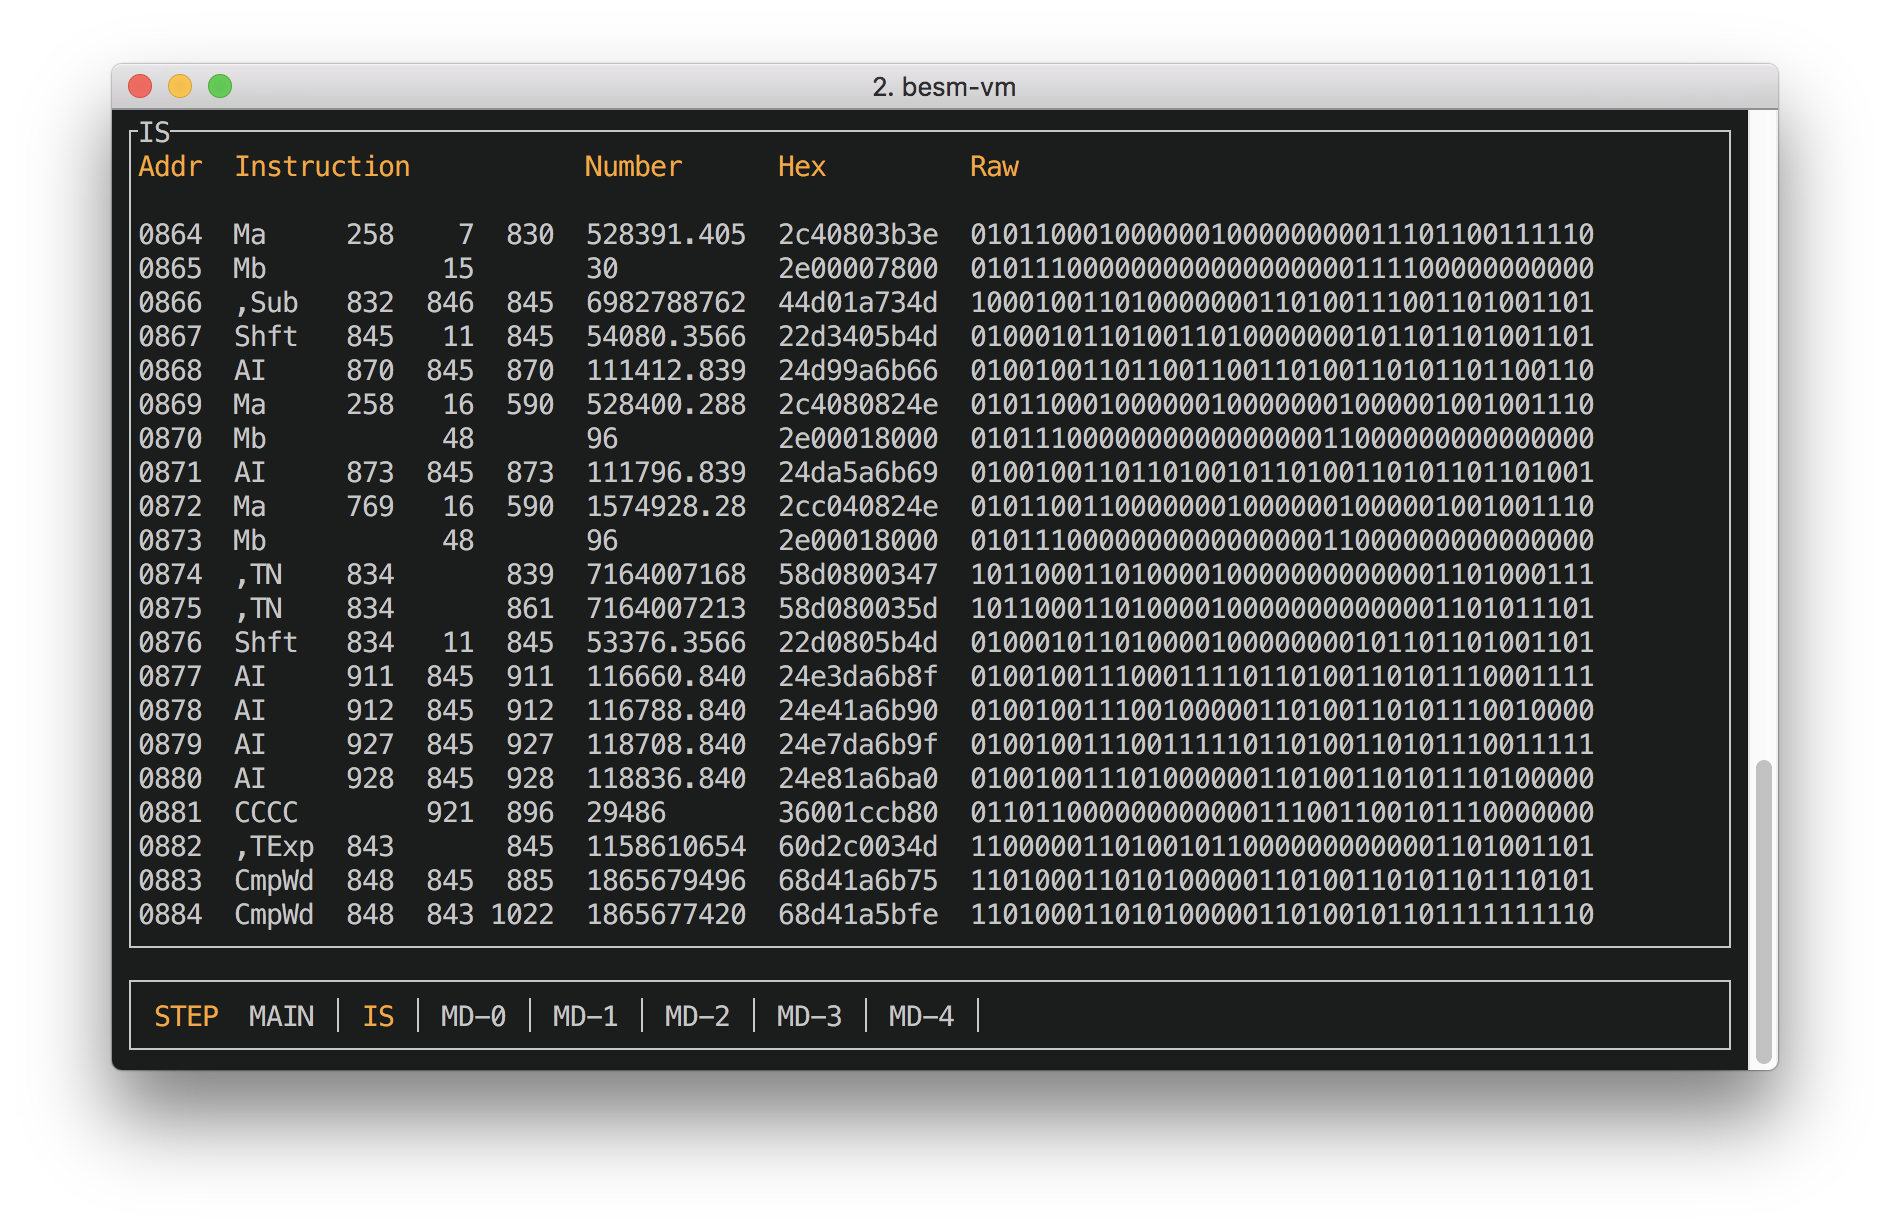 2. besm-vm
IS
Addr Instruction Number Hex Raw
0864 Ma 258 7 830 528391.405 2c40803b3e 010110001000000100000000011101100111110
0865 Mb 15 30 2e00007800 010111000000000000000000111100000000000
0866 ,Sub 832 846 845 6982788762 44d01a734d 100010011010000000110100111001101001101
0867 Shft 845 11 845 54080.3566 22d3405b4d 010001011010011010000000101101101001101
0868 AI 870 845 870 111412.839 24d99a6b66 010010011011001100110100110101101100110
0869 Ma 258 16 590 528400.288 2c4080824e 010110001000000100000001000001001001110
0870 Mb 48 96 2e00018000 010111000000000000000011000000000000000
0871 AI 873 845 873 111796.839 24da5a6b69 010010011011010010110100110101101101001
0872 Ma 769 16 590 1574928.28 2cc040824e 010110011000000010000001000001001001110
0873 Mb 48 96 2e00018000 010111000000000000000011000000000000000
0874 ,TN 834 839 7164007168 58d0800347 101100011010000100000000000001101000111
0875 ,TN 834 861 7164007213 58d080035d 101100011010000100000000000001101011101
0876 Shft 834 11 845 53376.3566 22d0805b4d 010001011010000100000000101101101001101
0877 AI 911 845 911 116660.840 24e3da6b8f 010010011100011110110100110101110001111
0878 AI 912 845 912 116788.840 24e41a6b90 010010011100100000110100110101110010000
0879 AI 927 845 927 118708.840 24e7da6b9f 010010011100111110110100110101110011111
0880 AI 928 845 928 118836.840 24e81a6ba0 010010011101000000110100110101110100000
0881 CCCC 921 896 29486 36001ccb80 011011000000000000111001100101110000000
0882 ,TExp 843 845 1158610654 60d2c0034d 110000011010010110000000000001101001101
0883 CmpWd 848 845 885 1865679496 68d41a6b75 110100011010100000110100110101101110101
0884 CmpWd 848 843 1022 1865677420 68d41a5bfe 110100011010100000110100101101111111110
STEP MAIN | IS | MD-0 | MD-1 | MD-2 | MD-3 | MD-4 |